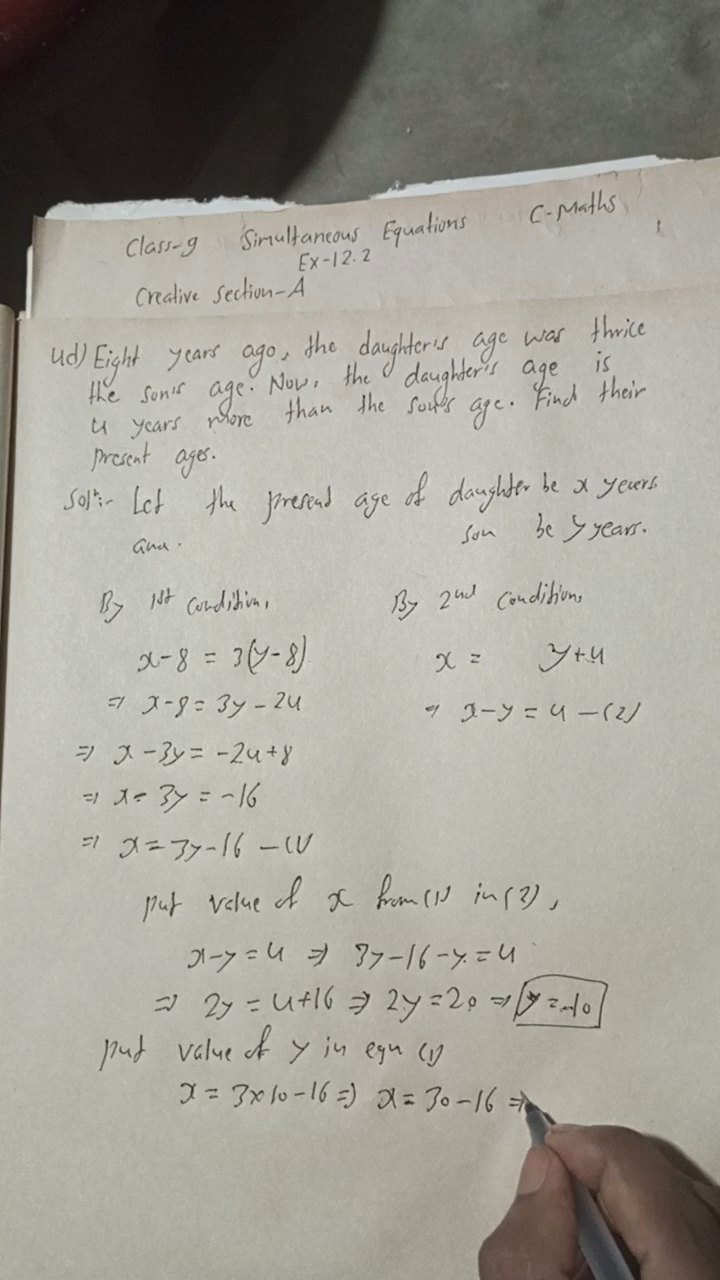 Class-9 Simultaneous Equations C-Maths
Ex-12.2
Creative Section-A
4d) Eight years ago, the daughter's age was thrice
the son's age. Now, the daughter's age is
4 years more than the son's age. Find their
present ages.
Solⁿ:- Let the present age of daughter be x years
and. son be y years.
By 1st condition, By 2nd Condition,
x-8 = 3(y-8) x = y+4
⇒ x-8 = 3y-24 ⇒ x-y = 4 -(2)
⇒ x-3y = -24+8
⇒ x-3y = -16
⇒ x = 3y-16 -(1)
put value of x from (1) in (2),
x-y = 4 ⇒ 3y-16-y = 4
⇒ 2y = 4+16 ⇒ 2y = 20 ⇒ y = 10
put value of y in eqn (1)
x = 3×10-16 ⇒ x = 30-16 ⇒